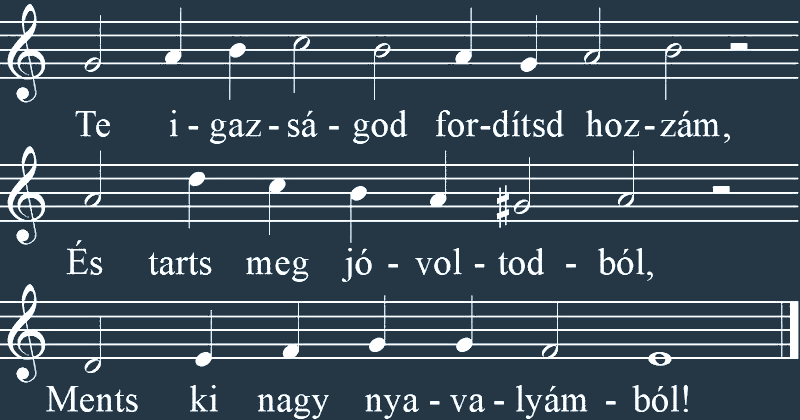 Te i - gaz - sá - god for-dítsd hoz-zám,
És tarts meg jó - vol - tod - ból,
Ments ki nagy nya - va - lyám - ból!